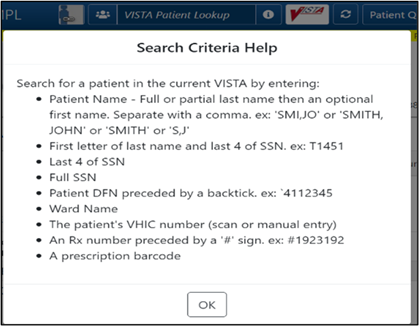 IPL
VISTA Patient Lookup
VISTA
Patient Q
Search Criteria Help
Search for a patient in the current VISTA by entering:
• Patient Name - Full or partial last name then an optional
first name. Separate with a comma. ex: 'SMI,JO' or 'SMITH,
JOHN' or 'SMITH' or 'S,J'
• First letter of last name and last 4 of SSN. ex: T1451
• Last 4 of SSN
• Full SSN
• Patient DFN preceded by a backtick. ex: `4112345
• Ward Name
• The patient's VHIC number (scan or manual entry)
• An Rx number preceded by a '#' sign. ex: #1923192
• A prescription barcode
OK